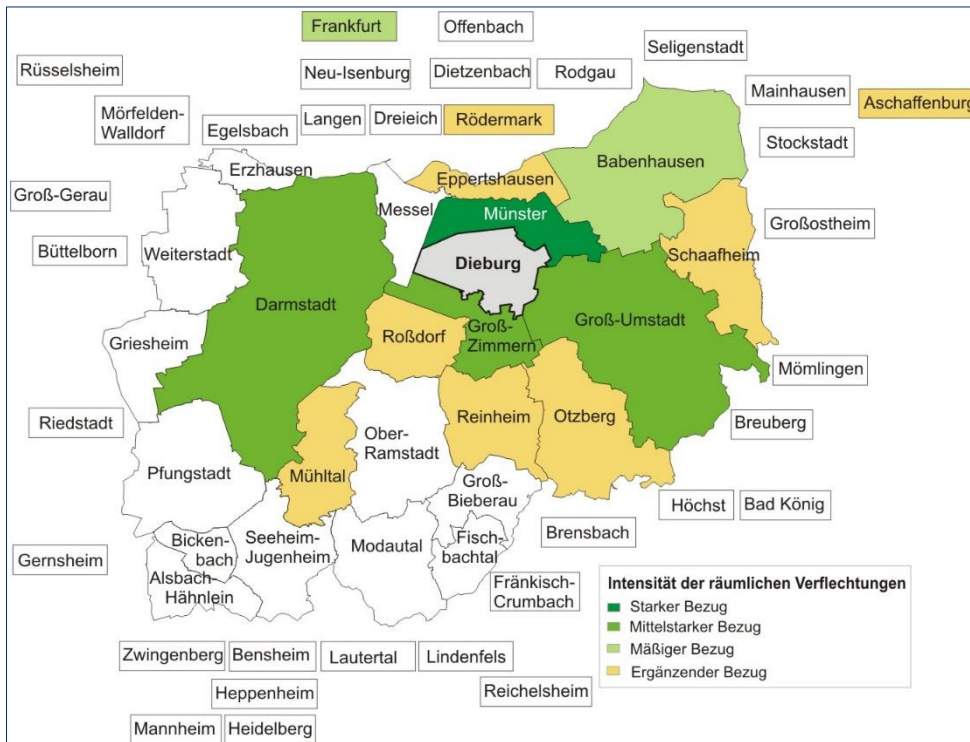 Frankfurt
Offenbach
Seligenstadt
Rüsselsheim
Neu-Isenburg
Dietzenbach
Rodgau
Mainhausen
Aschaffenburg
Mörfelden-
Walldorf
Egelsbach
Langen
Dreieich
Rödermark
Stockstadt
Erzhausen
Eppertshausen
Babenhausen
Groß-Gerau
Messel
Münster
Großostheim
Büttelborn
Weiterstadt
Dieburg
Schaafheim
Darmstadt
Groß-Umstadt
Griesheim
Roßdorf
Groß-
Zimmern
Mömlingen
Riedstadt
Reinheim
Otzberg
Breuberg
Ober-
Ramstadt
Pfungstadt
Mühltal
Groß-
Bieberau
Höchst
Bad König
Brensbach
Gernsheim
Bicken-
bach
Seeheim-
Jugenheim
Modautal
Fisch-
bachtal
Alsbach-
Hähnlein
Fränkisch-
Crumbach
Intensität der räumlichen Verflechtungen
Starker Bezug
Mittelstarker Bezug
Mäßiger Bezug
Ergänzender Bezug
Zwingenberg
Bensheim
Lautertal
Lindenfels
Heppenheim
Reichelsheim
Mannheim
Heidelberg